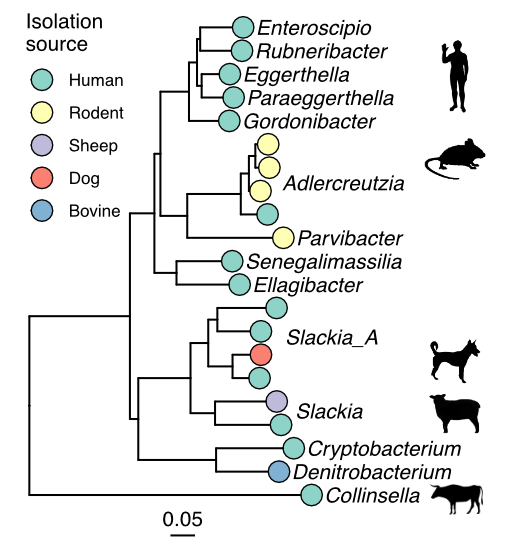 Isolation
source
Human
Rodent
Sheep
Dog
Bovine
Enteroscipio
Rubneribacter
Eggerthella
Paraeggerthella
Gordonibacter
Adlercreutzia
Parvibacter
Senegalimassilia
Ellagibacter
Slackia_A
Slackia
Cryptobacterium
Denitrobacterium
Collinsella
0.05